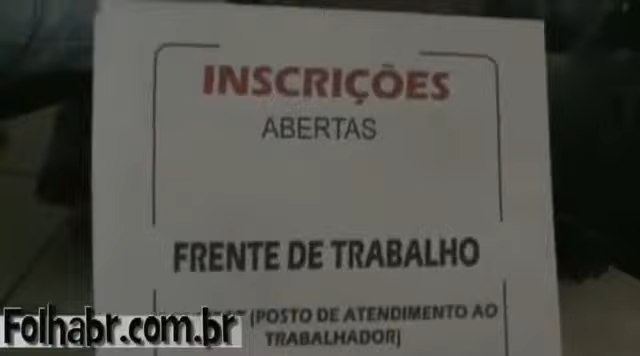 INSCRIÇÕES
ABERTAS
FRENTE DE TRABALHO
(POSTO DE ATENDIMENTO AO
TRABALHADOR)
Folhabr.com.br